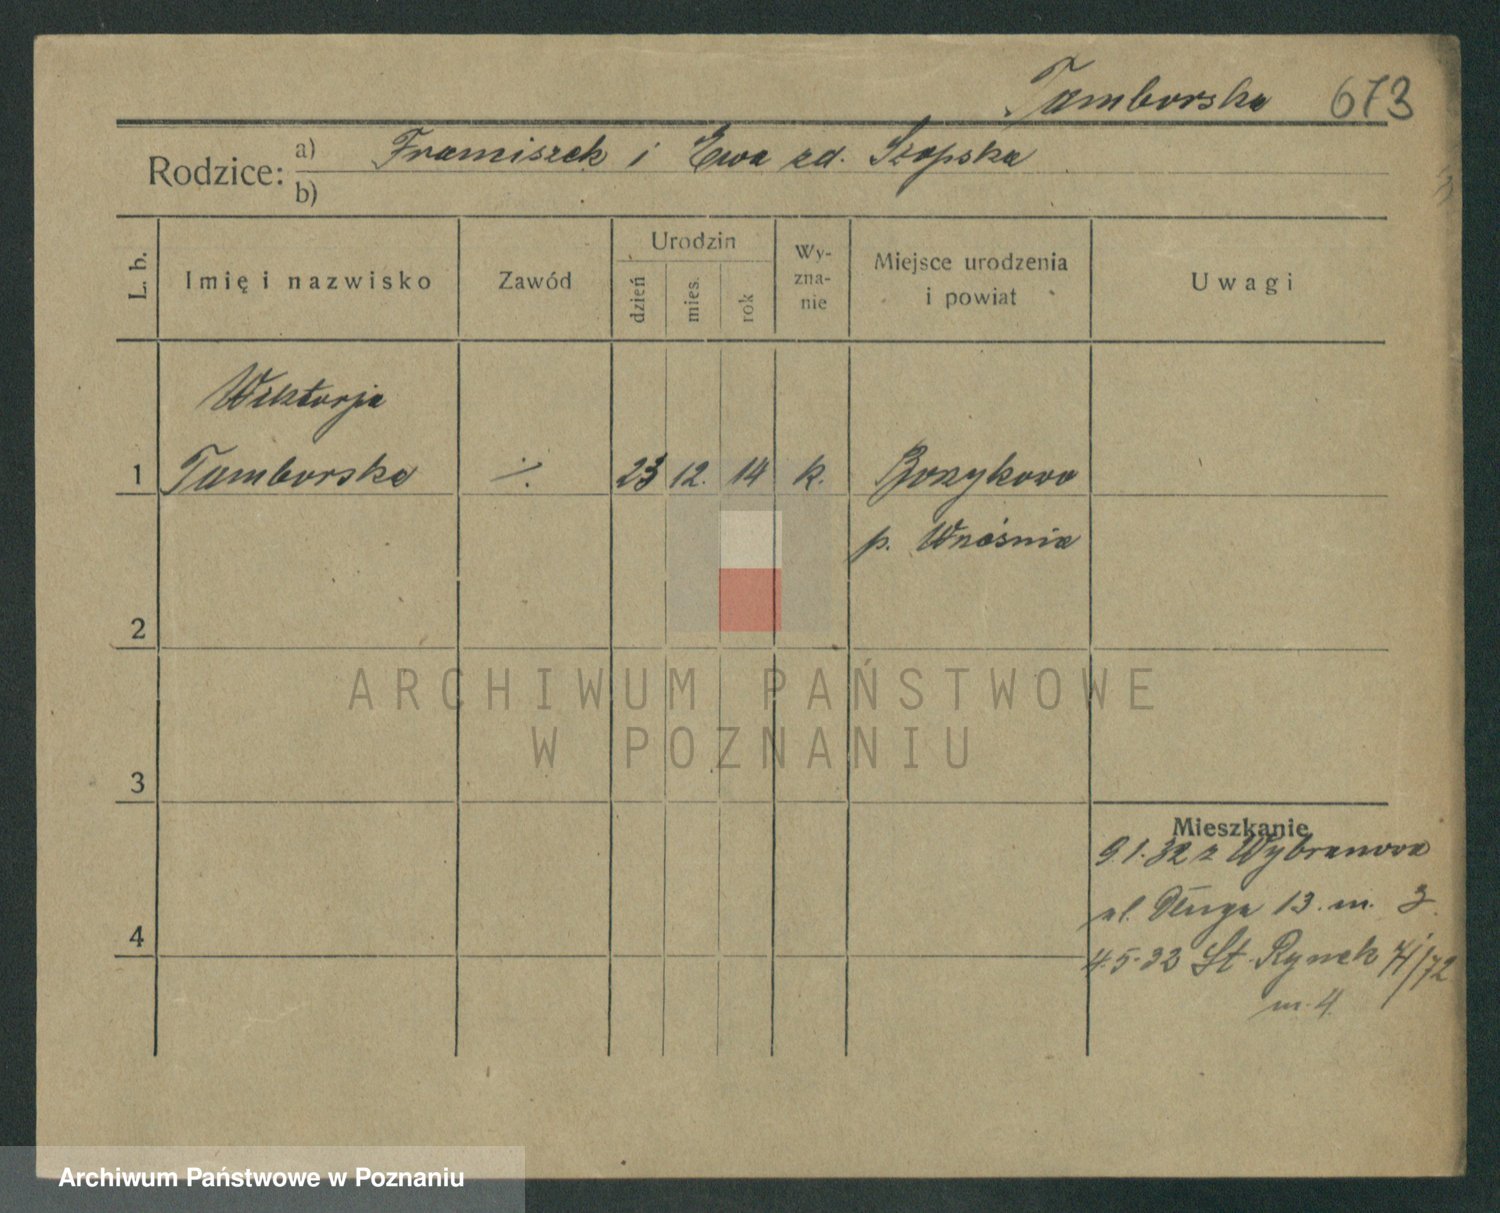 Tamborska 673
Rodzice: a) Franciszek i Ewa zd. Szopska
b)
L. b. Imię i nazwisko Zawód Urodzin dzień mies. rok Wy-zna-nie Miejsce urodzenia i powiat Uwagi
Wiktorja
1 Tamborska ·/. 23 12. 14 k. Bozykowo
p. Września
2
ARCHIWUM PAŃSTWOWE
W POZNANIU
3
Mieszkanie
9.1.32 z Wybranowa
ul. Długa 13. m. 3.
4
4.5.32 St. Rynek 71/72
m. 4.
Archiwum Państwowe w Poznaniu